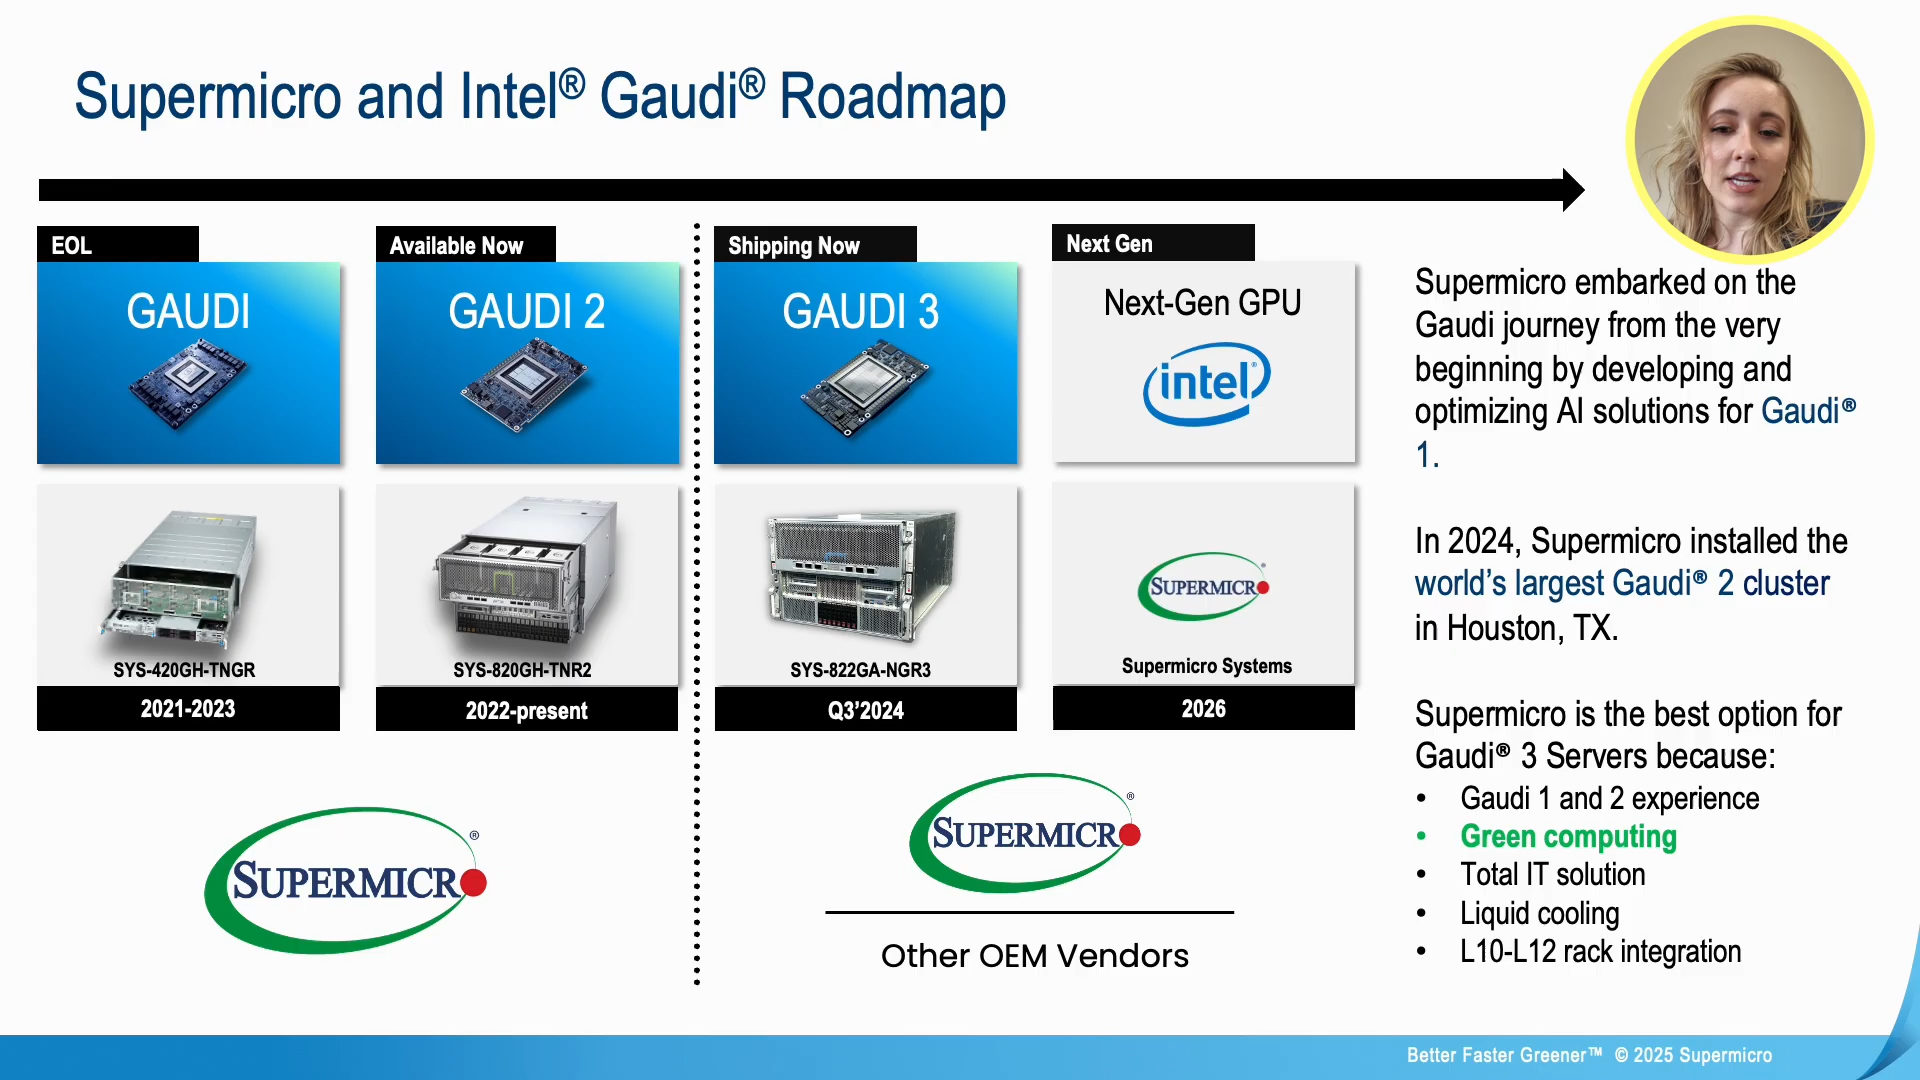 Supermicro and Intel® Gaudi® Roadmap
EOL
GAUDI
SYS-420GH-TNGR
2021-2023
Available Now
GAUDI 2
SYS-820GH-TNR2
2022-present
Shipping Now
GAUDI 3
SYS-822GA-NGR3
Q3’2024
Next Gen
Next-Gen GPU
intel®
SUPERMICRO®
Supermicro Systems
2026
SUPERMICRO®
SUPERMICRO®
Other OEM Vendors
Supermicro embarked on the
Gaudi journey from the very
beginning by developing and
optimizing AI solutions for Gaudi®
1.
In 2024, Supermicro installed the
world’s largest Gaudi® 2 cluster
in Houston, TX.
Supermicro is the best option for
Gaudi® 3 Servers because:
• Gaudi 1 and 2 experience
• Green computing
• Total IT solution
• Liquid cooling
• L10-L12 rack integration
Better Faster Greener™ © 2025 Supermicro